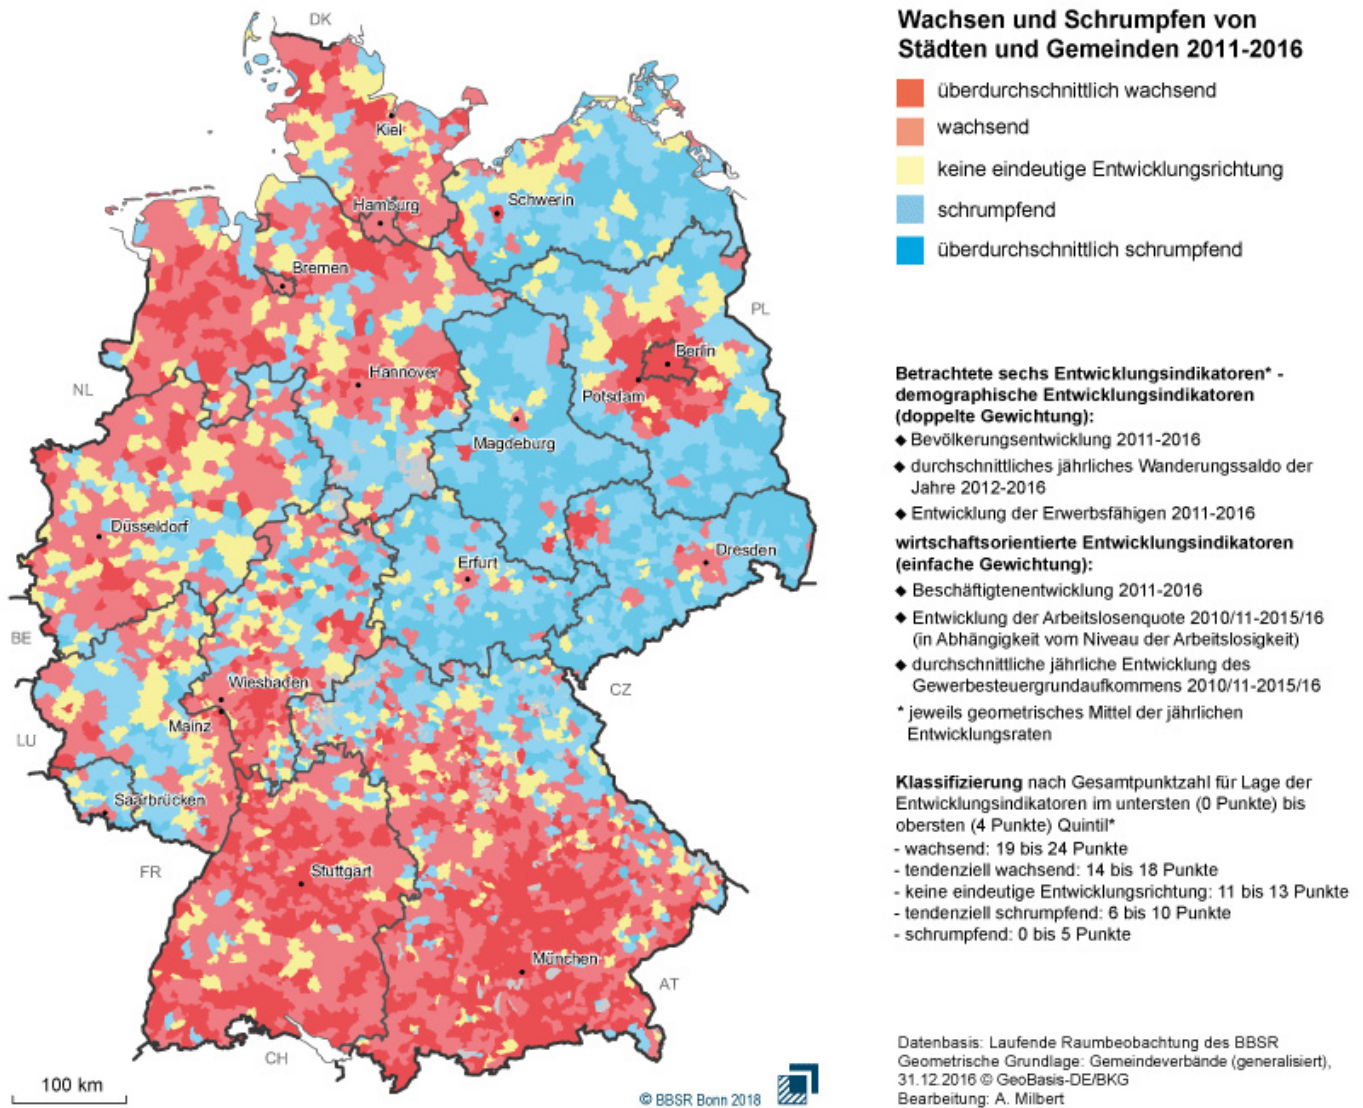 Wachsen und Schrumpfen von
Städten und Gemeinden 2011-2016
überdurchschnittlich wachsend
wachsend
keine eindeutige Entwicklungsrichtung
schrumpfend
überdurchschnittlich schrumpfend
DK
Kiel
Schwerin
Hamburg
Bremen
PL
Berlin
Hannover
NL
Potsdam
Magdeburg
Düsseldorf
Dresden
Erfurt
BE
Wiesbaden
CZ
Mainz
LU
Saarbrücken
FR
Stuttgart
München
AT
CH
100 km
© BBSR Bonn 2018
Betrachtete sechs Entwicklungsindikatoren* -
demographische Entwicklungsindikatoren
(doppelte Gewichtung):
◆ Bevölkerungsentwicklung 2011-2016
◆ durchschnittliches jährliches Wanderungssaldo der
Jahre 2012-2016
◆ Entwicklung der Erwerbsfähigen 2011-2016
wirtschaftsorientierte Entwicklungsindikatoren
(einfache Gewichtung):
◆ Beschäftigtenentwicklung 2011-2016
◆ Entwicklung der Arbeitslosenquote 2010/11-2015/16
(in Abhängigkeit vom Niveau der Arbeitslosigkeit)
◆ durchschnittliche jährliche Entwicklung des
Gewerbesteuergrundaufkommens 2010/11-2015/16
* jeweils geometrisches Mittel der jährlichen
Entwicklungsraten
Klassifizierung nach Gesamtpunktzahl für Lage der
Entwicklungsindikatoren im untersten (0 Punkte) bis
obersten (4 Punkte) Quintil*
- wachsend: 19 bis 24 Punkte
- tendenziell wachsend: 14 bis 18 Punkte
- keine eindeutige Entwicklungsrichtung: 11 bis 13 Punkte
- tendenziell schrumpfend: 6 bis 10 Punkte
- schrumpfend: 0 bis 5 Punkte
Datenbasis: Laufende Raumbeobachtung des BBSR
Geometrische Grundlage: Gemeindeverbände (generalisiert),
31.12.2016 © GeoBasis-DE/BKG
Bearbeitung: A. Milbert